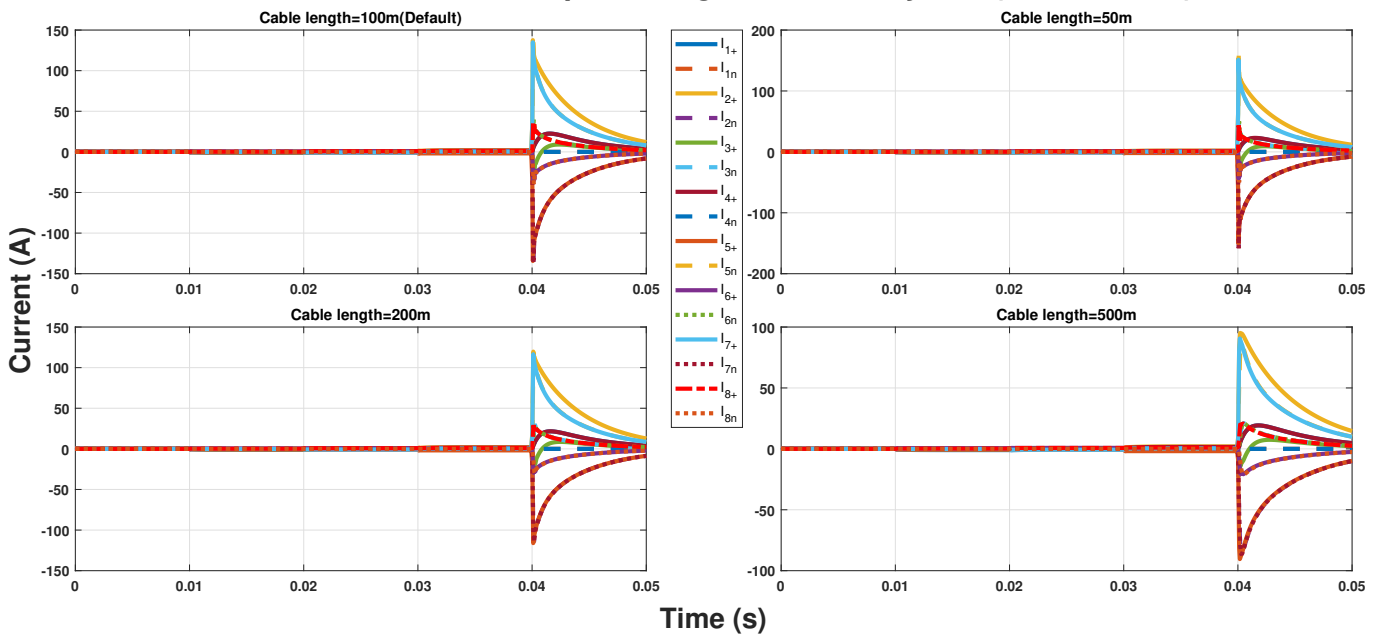 Cable length=100m(Default)
150
100
50
0
-50
-100
-150
0 0.01 0.02 0.03 0.04 0.05
Cable length=50m
200
100
0
-100
-200
0 0.01 0.02 0.03 0.04 0.05
I1+
I1n
I2+
I2n
I3+
I3n
I4+
I4n
I5+
I5n
I6+
I6n
I7+
I7n
I8+
I8n
Current (A)
Cable length=200m
150
100
50
0
-50
-100
-150
0 0.01 0.02 0.03 0.04 0.05
Cable length=500m
100
50
0
-50
-100
0 0.01 0.02 0.03 0.04 0.05
Time (s)